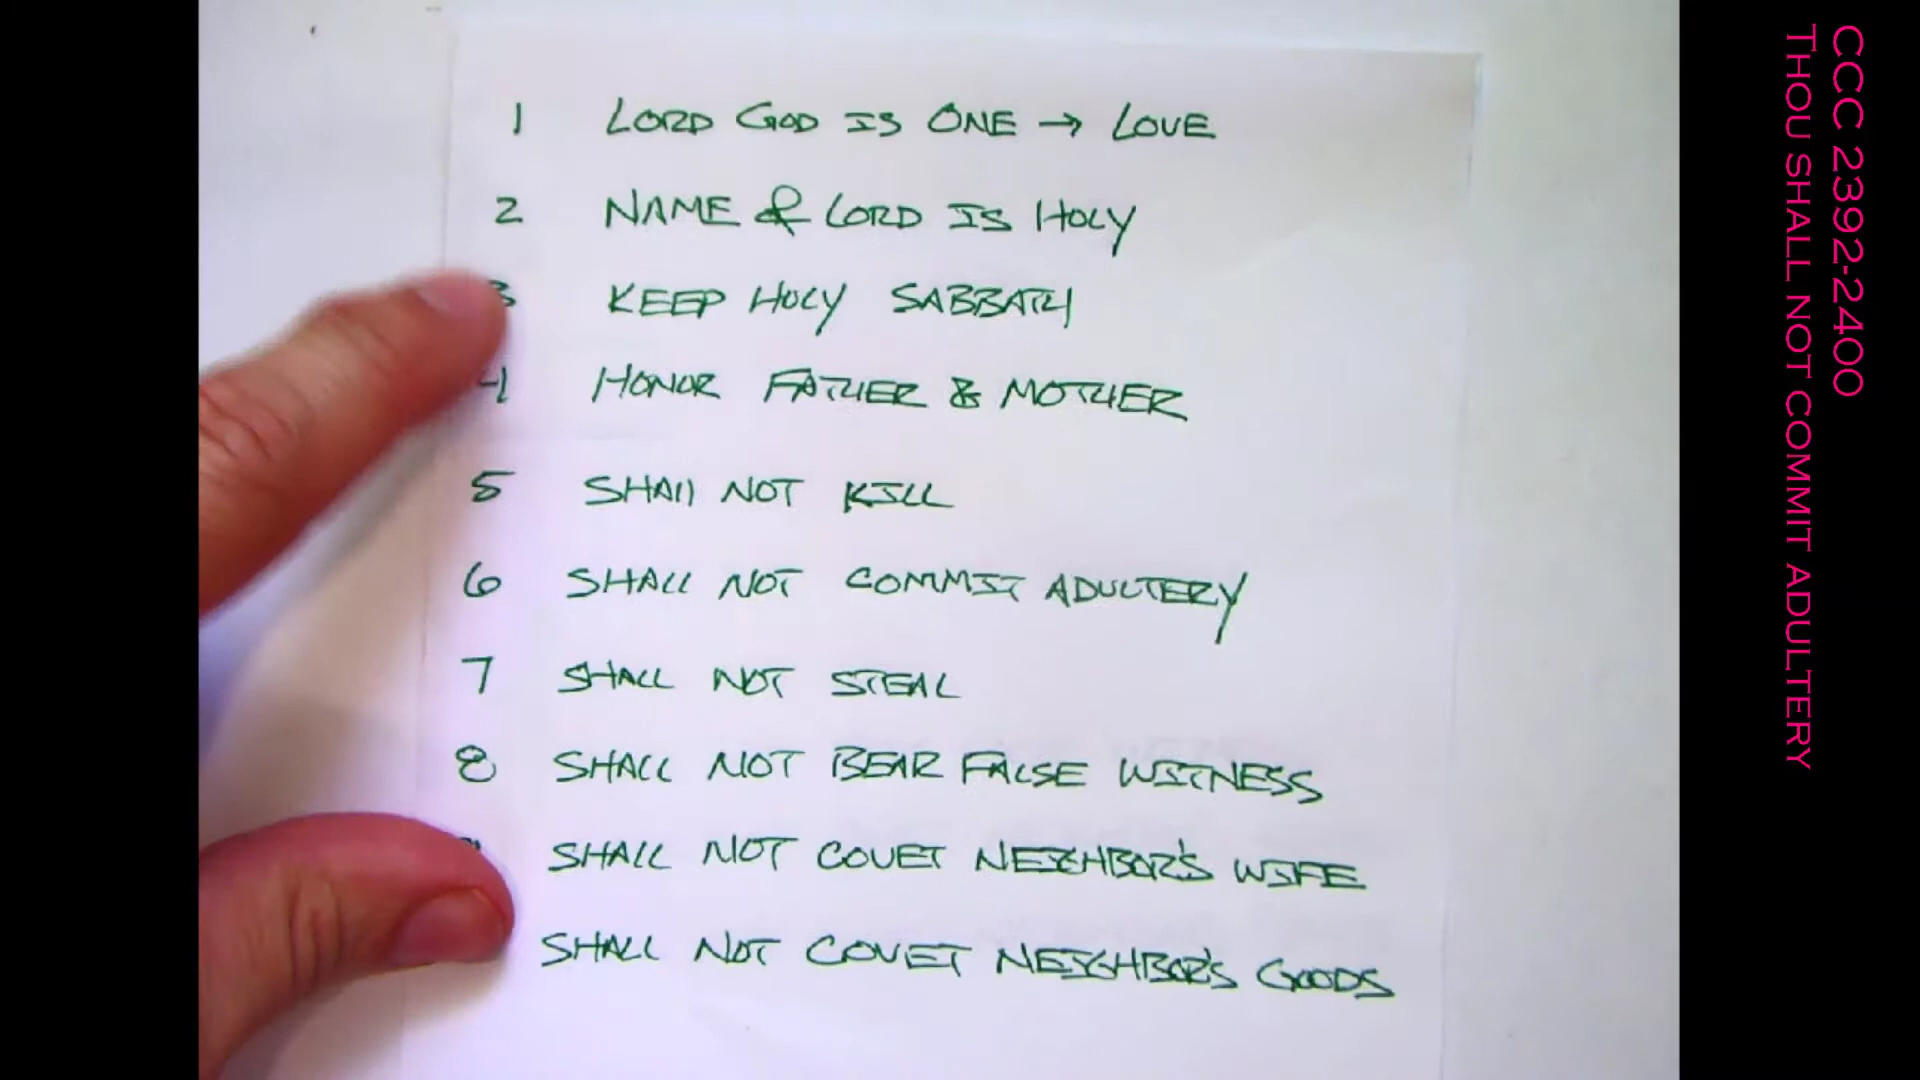 1 LORD GOD IS ONE → LOVE
2 NAME & LORD IS HOLY
3 KEEP HOLY SABBATH
4 HONOR FATHER & MOTHER
5 SHAll NOT KILL
6 SHALL NOT COMMIT ADULTERY
7 SHALL NOT STEAL
8 SHALL NOT BEAR FALSE WITNESS
SHALL NOT COVET NEIGHBOR'S WIFE
SHALL NOT COVET NEIGHBOR'S GOODS
CCC 2392-2400
THOU SHALL NOT COMMIT ADULTERY